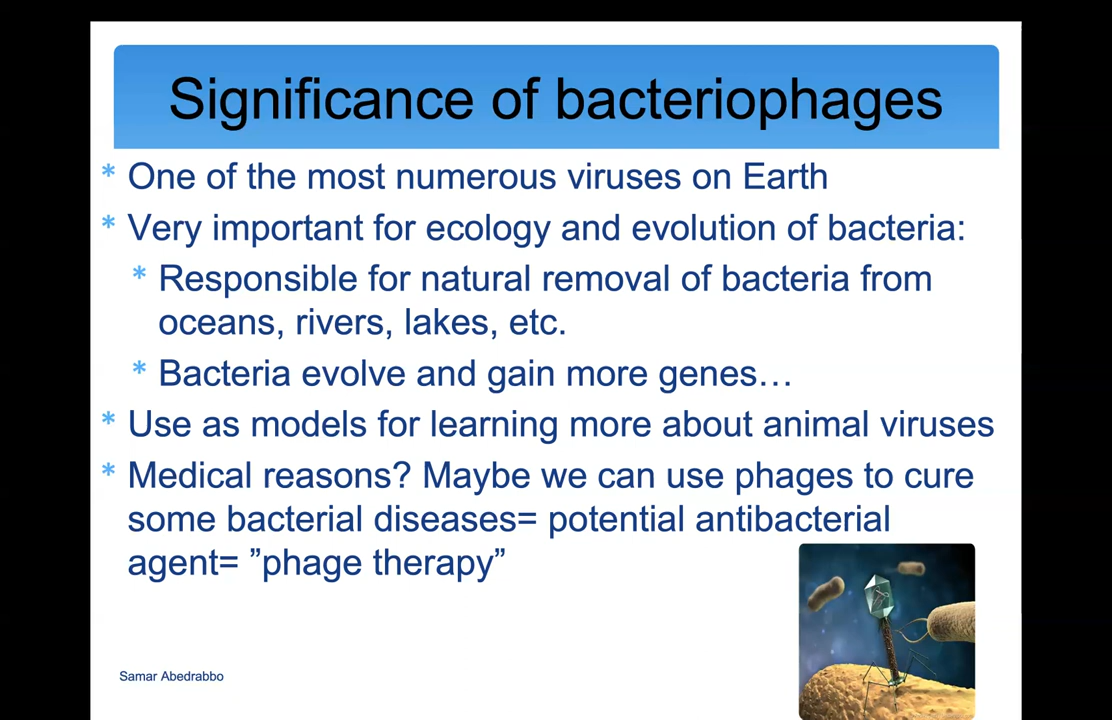 Significance of bacteriophages
* One of the most numerous viruses on Earth
* Very important for ecology and evolution of bacteria:
* Responsible for natural removal of bacteria from
oceans, rivers, lakes, etc.
* Bacteria evolve and gain more genes…
* Use as models for learning more about animal viruses
* Medical reasons? Maybe we can use phages to cure
some bacterial diseases= potential antibacterial
agent= ”phage therapy”
Samar Abedrabbo